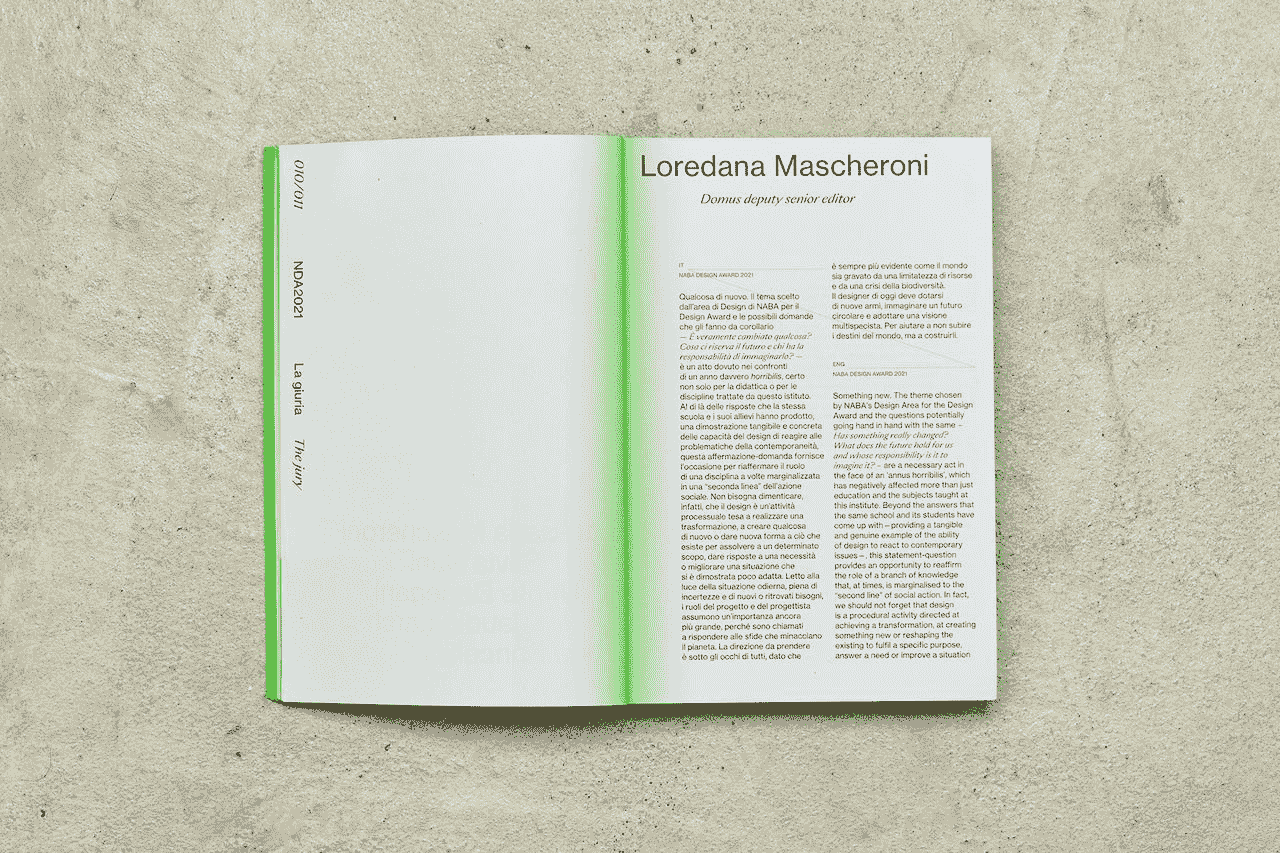 010/011
NDA2021
La giuria
The jury
Loredana Mascheroni
Domus deputy senior editor
IT
NABA DESIGN AWARD 2021
Qualcosa di nuovo. Il tema scelto
dall'area di Design di NABA per il
Design Award e le possibili domande
che gli fanno da corollario
— È veramente cambiato qualcosa?
Cosa ci riserva il futuro e chi ha la
responsabilità di immaginarlo? —
è un atto dovuto nei confronti
di un anno davvero horribilis, certo
non solo per la didattica o per le
discipline trattate da questo istituto.
Al di là delle risposte che la stessa
scuola e i suoi allievi hanno prodotto,
una dimostrazione tangibile e concreta
delle capacità del design di reagire alle
problematiche della contemporaneità,
questa affermazione-domanda fornisce
l'occasione per riaffermare il ruolo
di una disciplina a volte marginalizzata
in una "seconda linea" dell'azione
sociale. Non bisogna dimenticare,
infatti, che il design è un'attività
processuale tesa a realizzare una
trasformazione, a creare qualcosa
di nuovo o dare nuova forma a ciò che
esiste per assolvere a un determinato
scopo, dare risposte a una necessità
o migliorare una situazione che
si è dimostrata poco adatta. Letto alla
luce della situazione odierna, piena di
incertezze e di nuovi o ritrovati bisogni,
i ruoli del progetto e del progettista
assumono un'importanza ancora
più grande, perché sono chiamati
a rispondere alle sfide che minacciano
il pianeta. La direzione da prendere
è sotto gli occhi di tutti, dato che
è sempre più evidente come il mondo
sia gravato da una limitatezza di risorse
e da una crisi della biodiversità.
Il designer di oggi deve dotarsi
di nuove armi, immaginare un futuro
circolare e adottare una visione
multispecista. Per aiutare a non subire
i destini del mondo, ma a costruirli.
ENG
NABA DESIGN AWARD 2021
Something new. The theme chosen
by NABA's Design Area for the Design
Award and the questions potentially
going hand in hand with the same –
Has something really changed?
What does the future hold for us
and whose responsibility is it to
imagine it? – are a necessary act in
the face of an 'annus horribilis', which
has negatively affected more than just
education and the subjects taught at
this institute. Beyond the answers that
the same school and its students have
come up with – providing a tangible
and genuine example of the ability
of design to react to contemporary
issues –, this statement-question
provides an opportunity to reaffirm
the role of a branch of knowledge
that, at times, is marginalised to the
"second line" of social action. In fact,
we should not forget that design
is a procedural activity directed at
achieving a transformation, at creating
something new or reshaping the
existing to fulfil a specific purpose,
answer a need or improve a situation